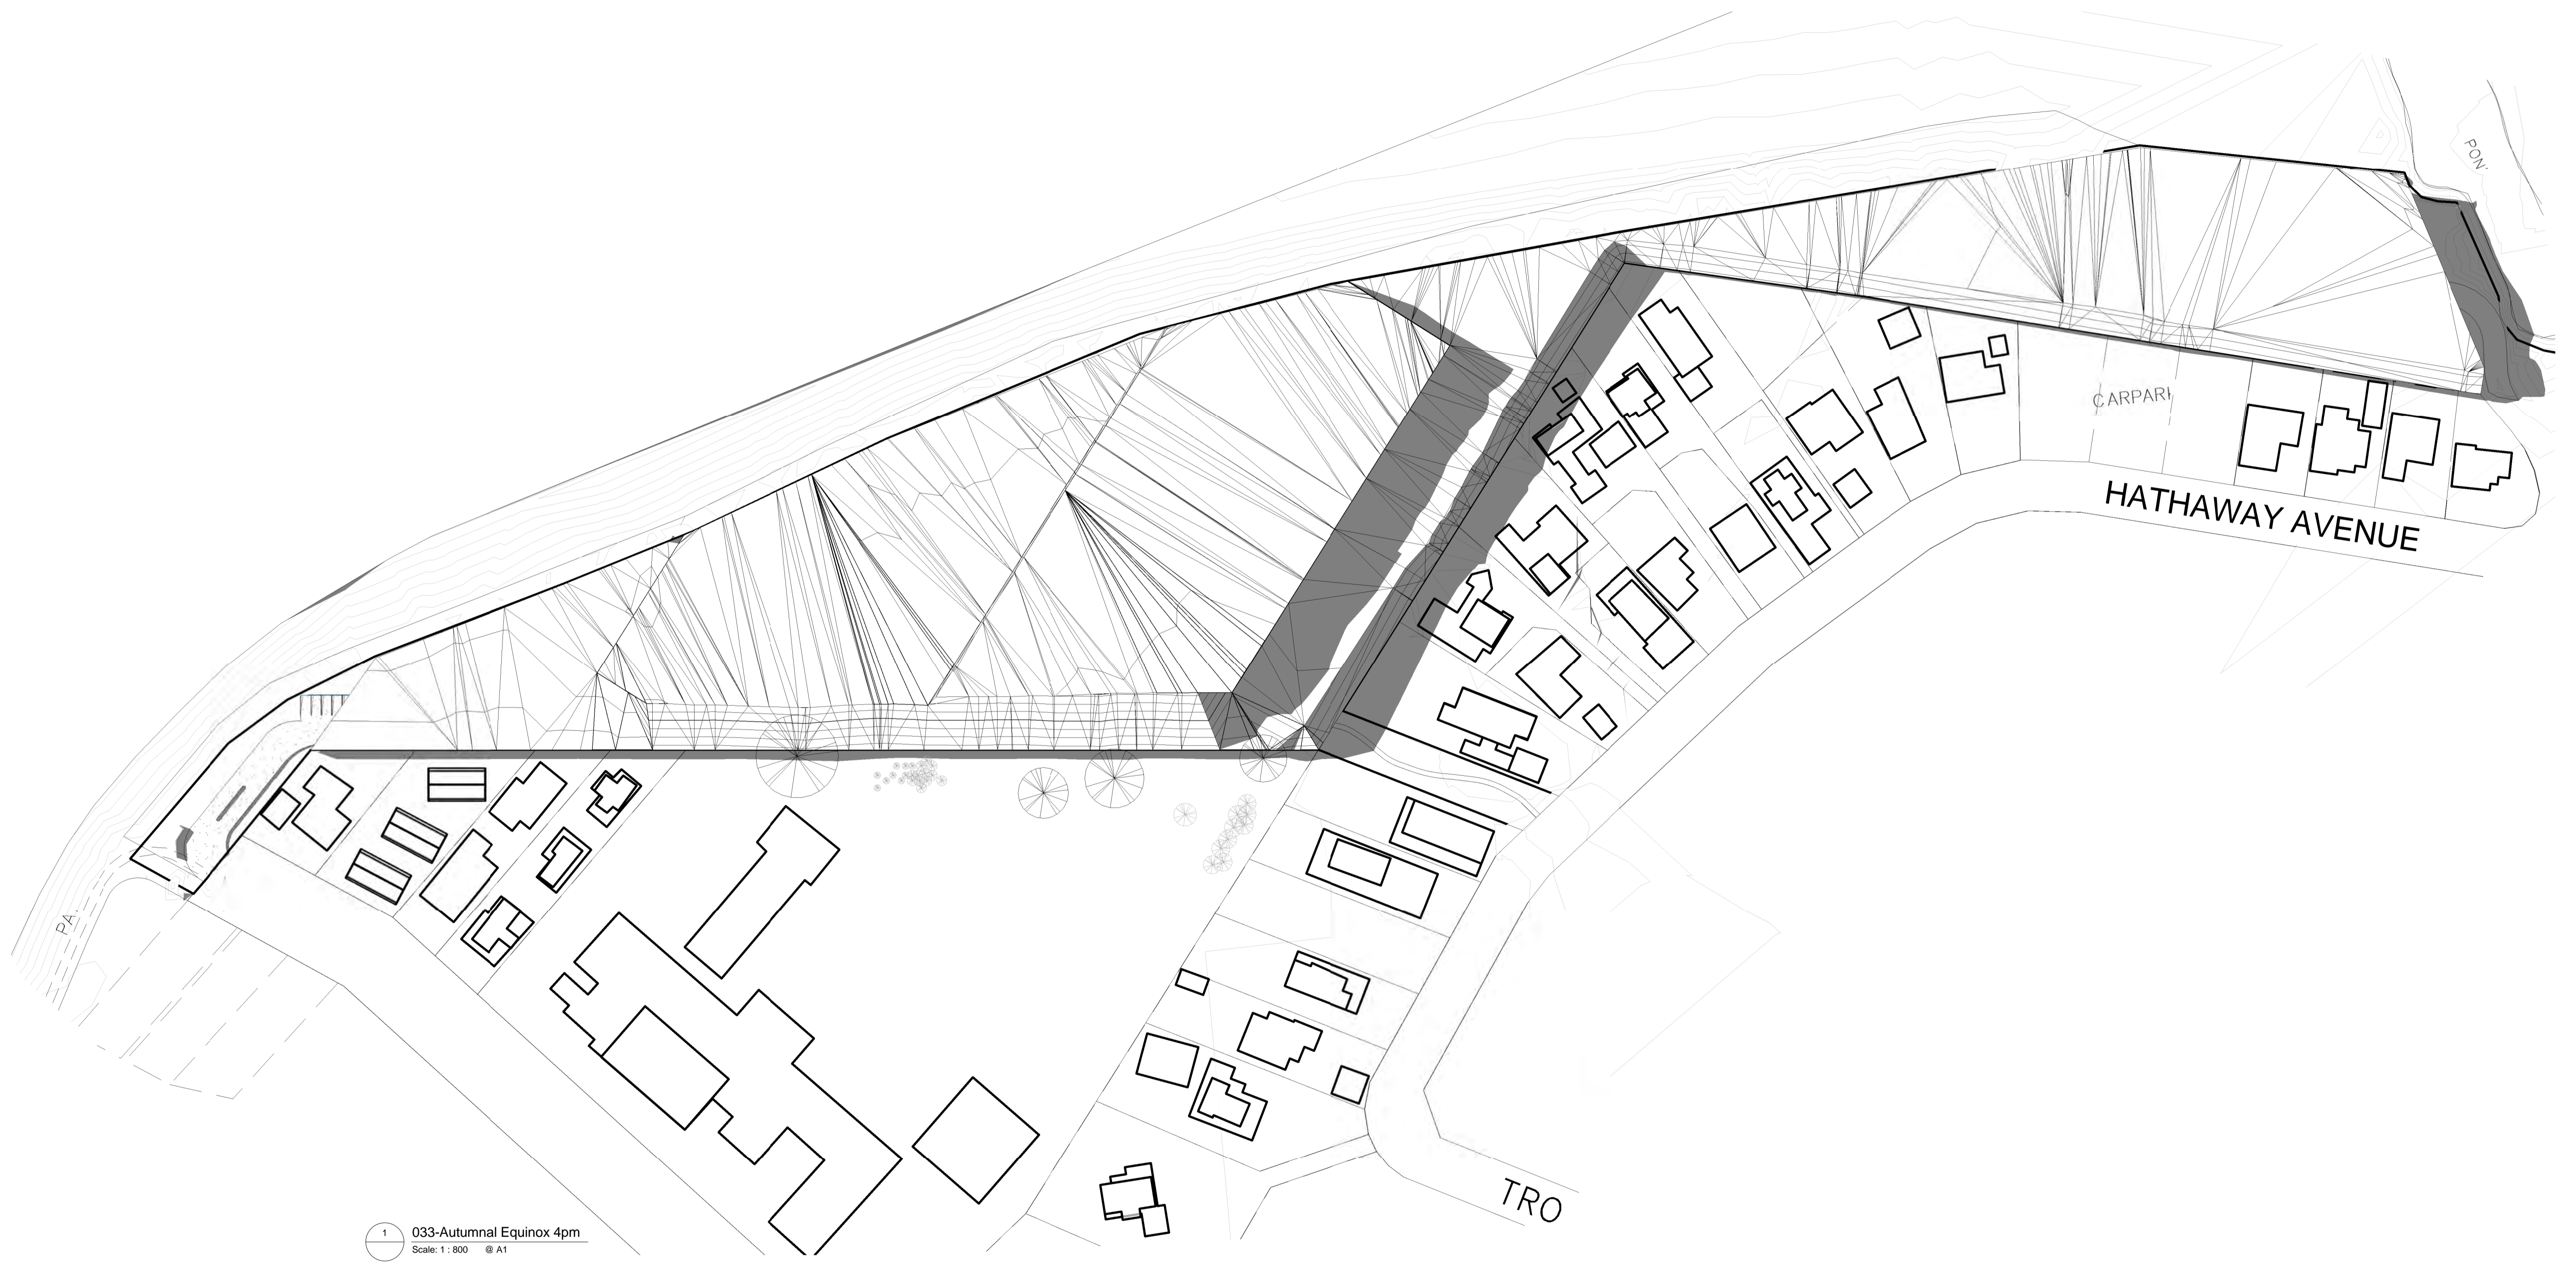 PON
CARPARK
HATHAWAY AVENUE
PA
TRO
1
033-Autumnal Equinox 4pm
Scale: 1 : 800 @ A1